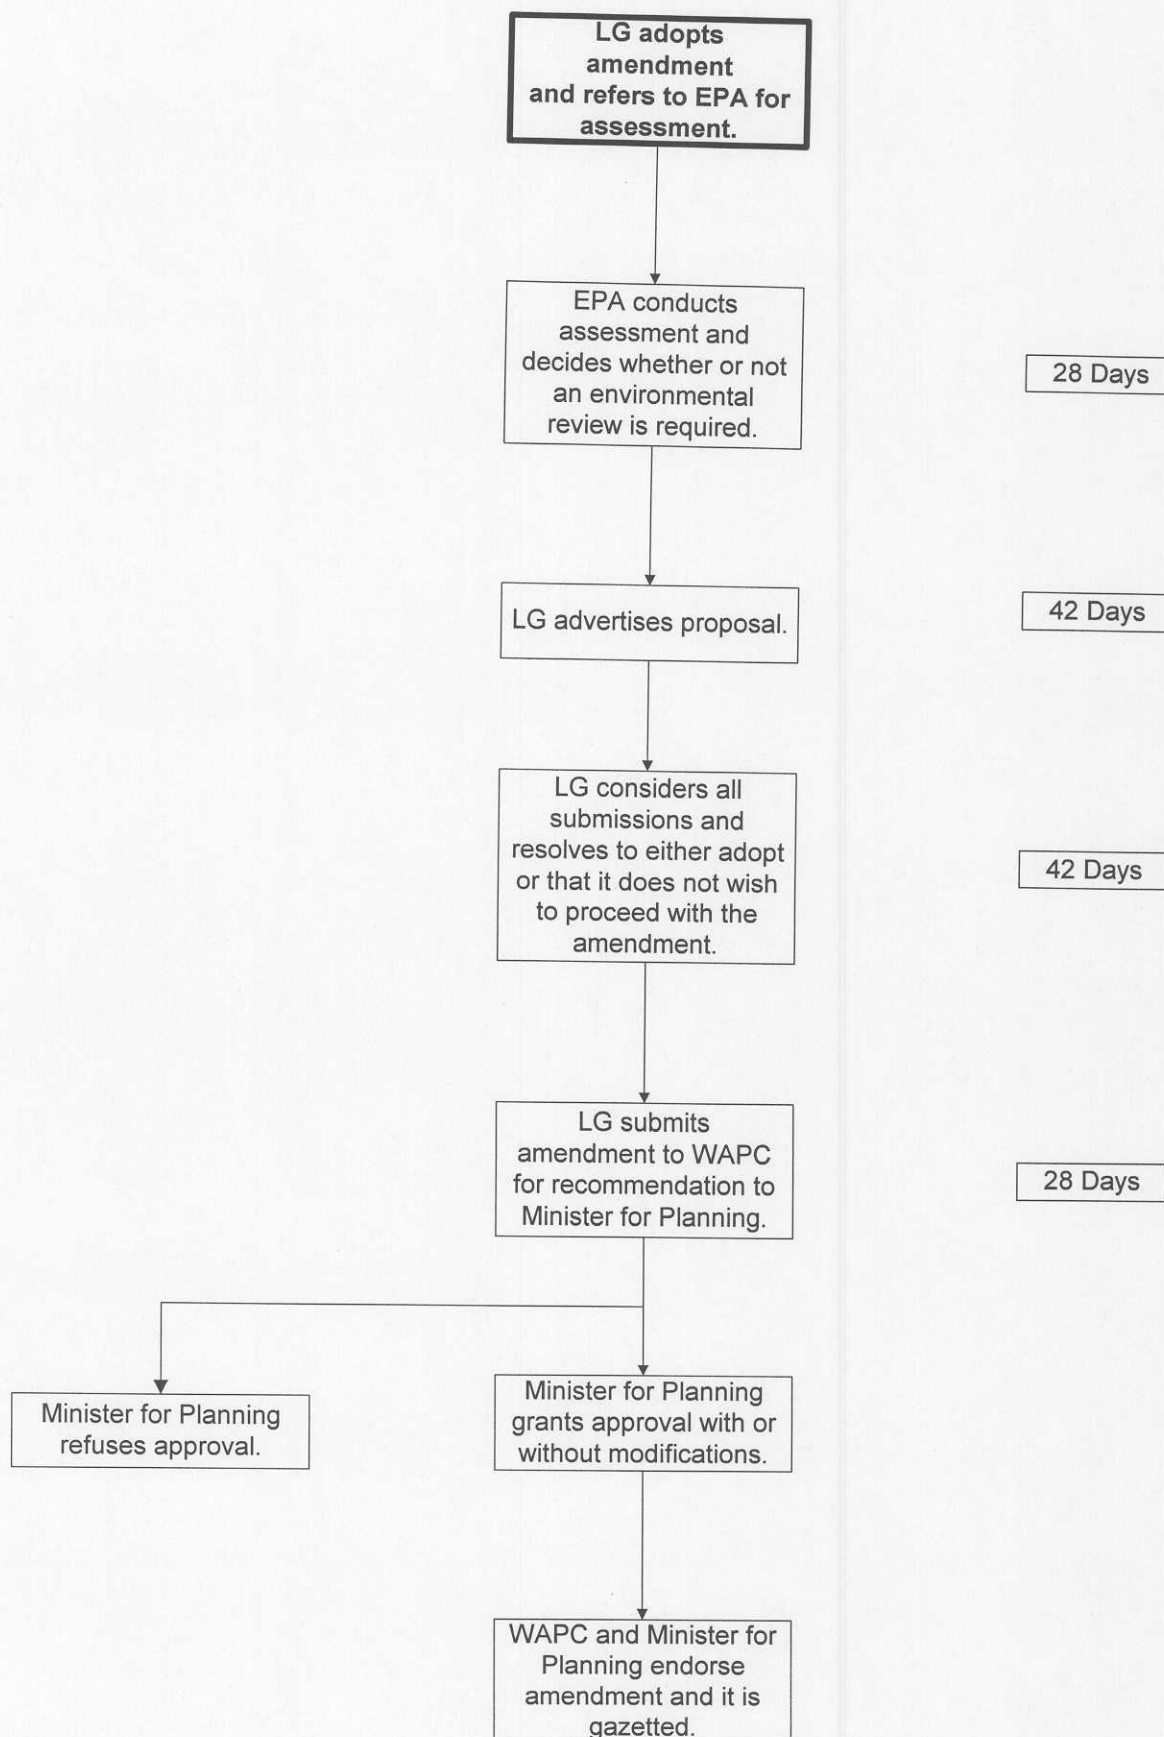 LG adopts
amendment
and refers to EPA for
assessment.
EPA conducts
assessment and
decides whether or not
an environmental
review is required.
28 Days
LG advertises proposal.
42 Days
LG considers all
submissions and
resolves to either adopt
or that it does not wish
to proceed with the
amendment.
42 Days
LG submits
amendment to WAPC
for recommendation to
Minister for Planning.
28 Days
Minister for Planning
refuses approval.
Minister for Planning
grants approval with or
without modifications.
WAPC and Minister for
Planning endorse
amendment and it is
gazetted.